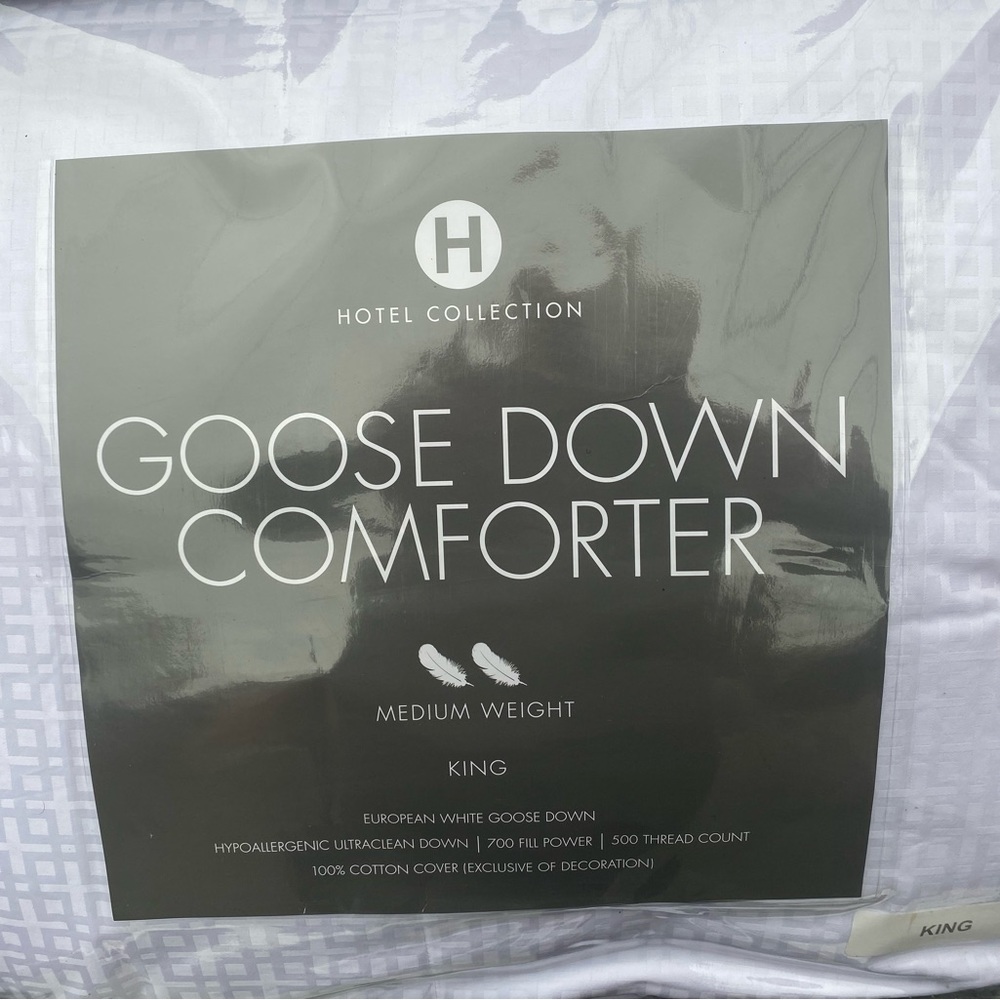 H
HOTEL COLLECTION
GOOSE DOWN
COMFORTER
MEDIUM WEIGHT
KING
EUROPEAN WHITE GOOSE DOWN
HYPOALLERGENIC ULTRACLEAN DOWN | 700 FILL POWER | 500 THREAD COUNT
100% COTTON COVER (EXCLUSIVE OF DECORATION)
KING